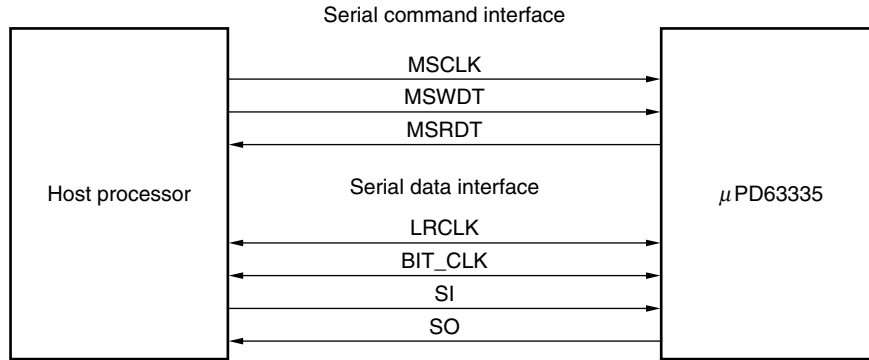 Serial command interface
MSCLK
MSWDT
MSRDT
Host processor
Serial data interface
μPD63335
LRCLK
BIT_CLK
SI
SO